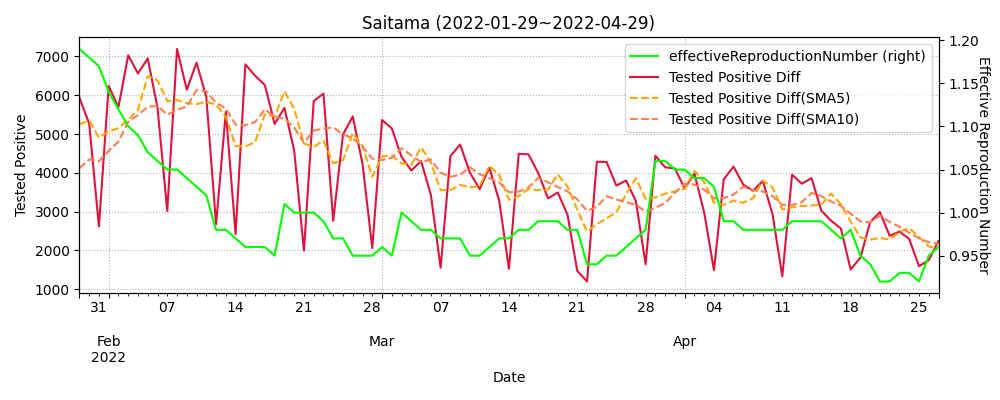 Saitama (2022-01-29~2022-04-29)
effectiveReproductionNumber (right)
Tested Positive Diff
Tested Positive Diff(SMA5)
Tested Positive Diff(SMA10)
Tested Positive
7000
6000
5000
4000
3000
2000
1000
1.20
1.15
1.10
1.05
1.00
0.95
Effective Reproduction Number
31 07 14 21 28 07 14 21 28 04 11 18 25
Feb Mar Apr
2022
Date